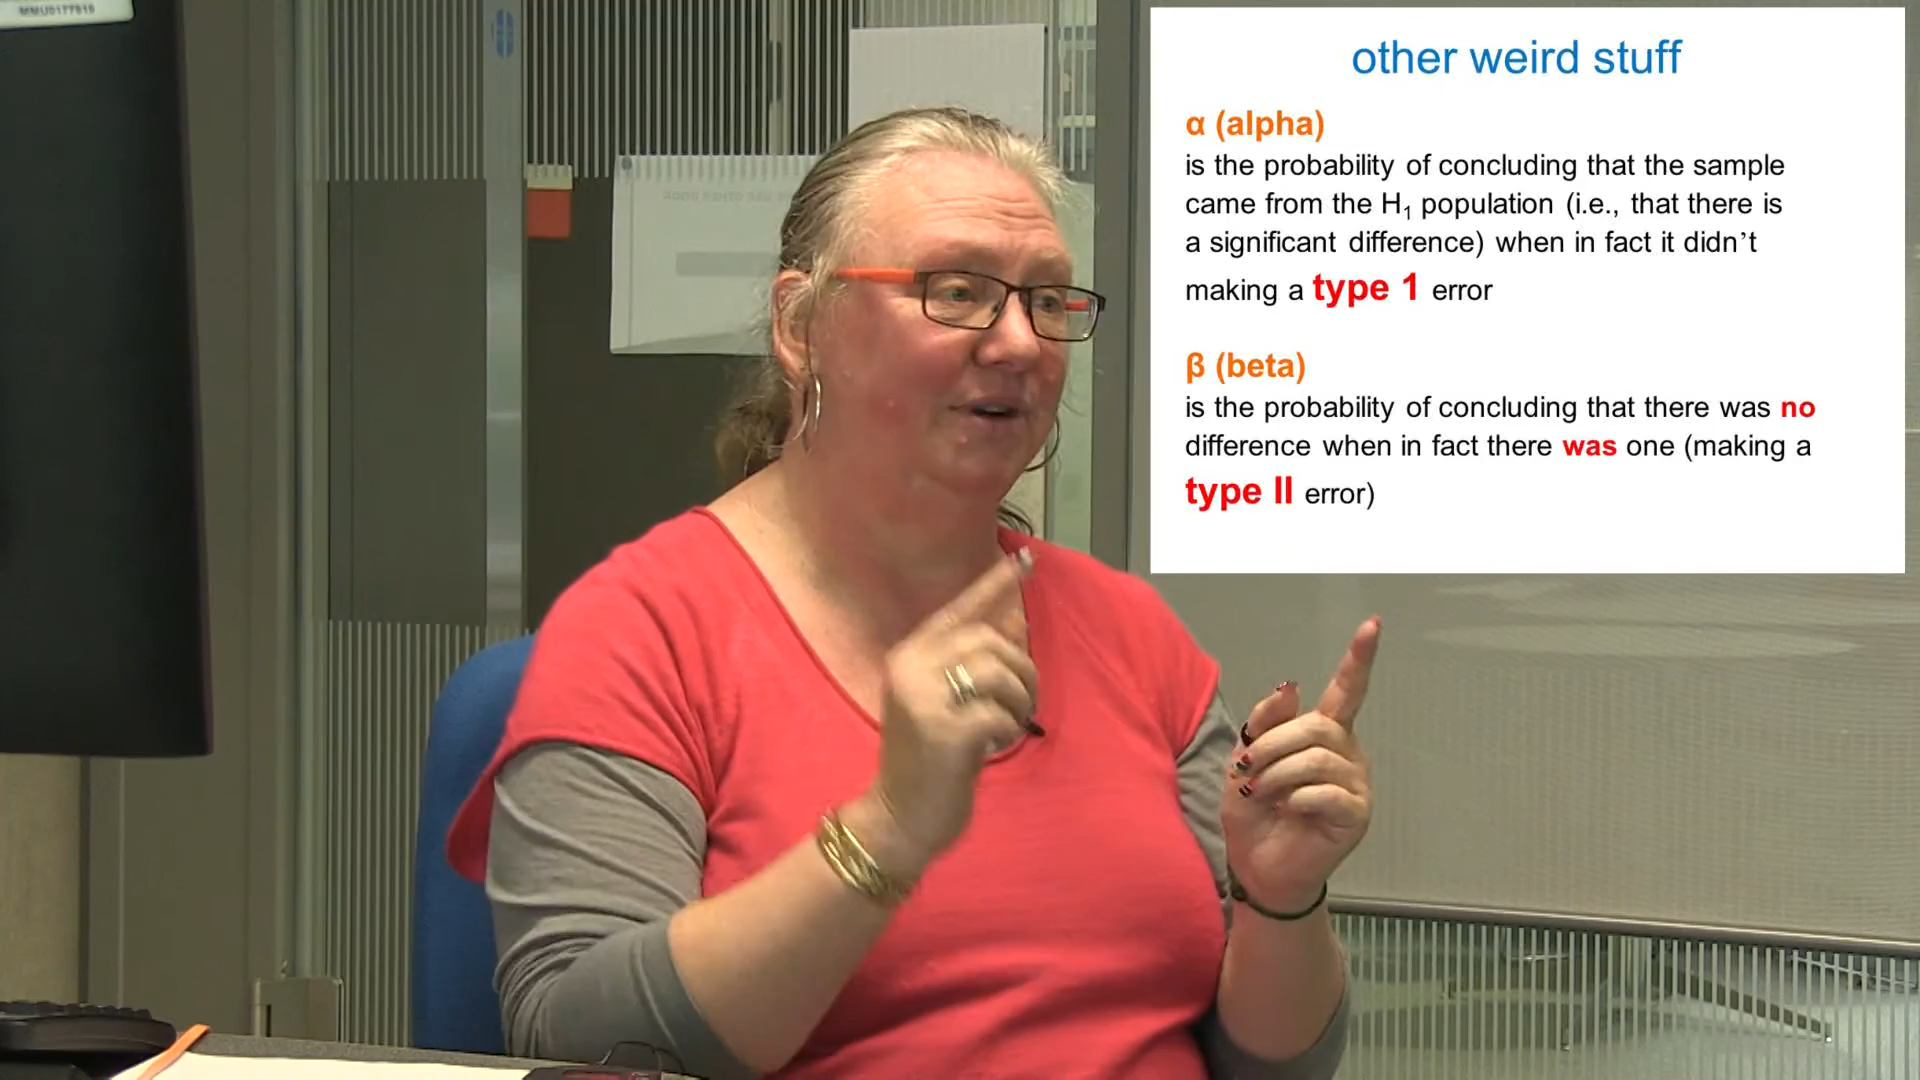 MMU0177819
other weird stuff
α (alpha)
is the probability of concluding that the sample
came from the H₁ population (i.e., that there is
a significant difference) when in fact it didn’t
making a type 1 error
β (beta)
is the probability of concluding that there was no
difference when in fact there was one (making a
type II error)